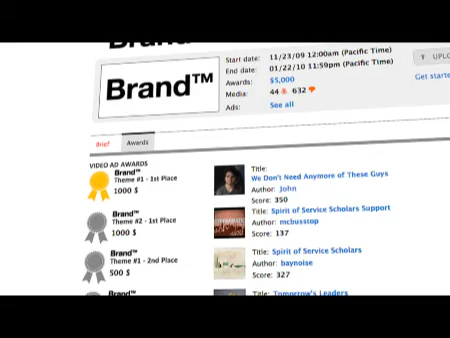 Brand™
Brand™
Start date: 11/23/09 12:00am (Pacific Time)
End date: 01/22/10 11:59pm (Pacific Time)
Awards: $5,000
Media: 44 632
Ads: See all
UPLO
Get starte
Brief
Awards
VIDEO AD AWARDS
Brand™
Theme #1 - 1st Place
1000 $
Title:
We Don't Need Anymore of These Guys
Author: John
Score: 350
Brand™
Theme #2 - 1st Place
1000 $
Title: Spirit of Service Scholars Support
Author: mcbusstop
Score: 137
Brand™
Theme #1 - 2nd Place
500 $
Title: Spirit of Service Scholars
Author: baynoise
Score: 327
Brand™
Title: Tomorrow's Leaders